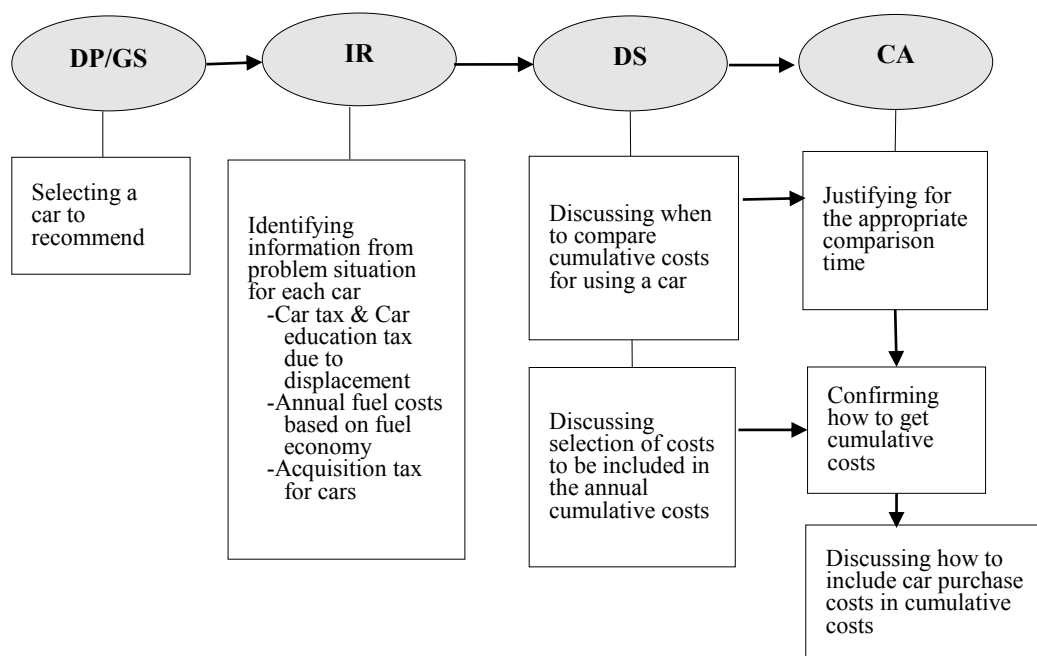 DP/GS
IR
DS
CA
Selecting a
car to
recommend
Identifying
information from
problem situation
for each car
-Car tax & Car
education tax
due to
displacement
-Annual fuel costs
based on fuel
economy
-Acquisition tax
for cars
Discussing when
to compare
cumulative costs
for using a car
Discussing
selection of costs
to be included in
the annual
cumulative costs
Justifying for
the appropriate
comparison
time
Confirming
how to get
cumulative
costs
Discussing how to
include car purchase
costs in cumulative
costs